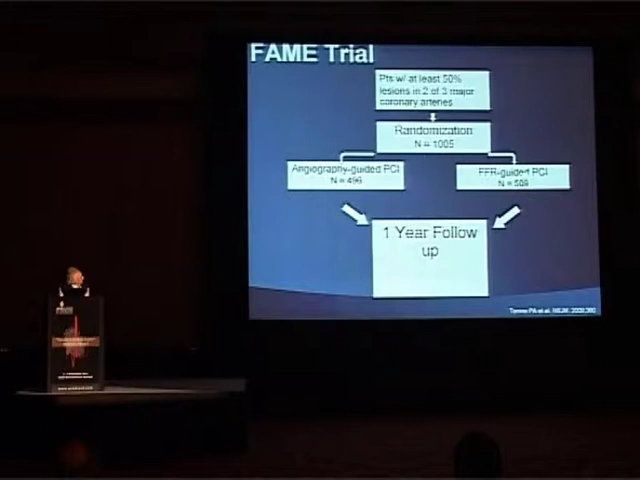 FAME Trial
Pts w/ at least 50%
lesions in 2 of 3 major
coronary arteries
Randomization
N = 1005
Angiography-guided PCI
N = 496
FFR-guided PCI
N = 509
1 Year Follow
up